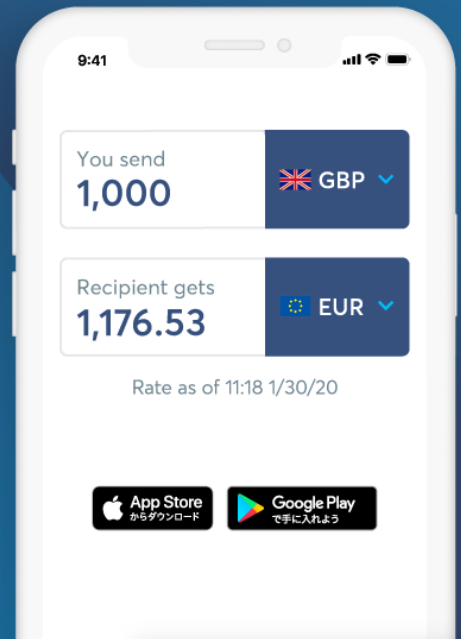 9:41
You send
1,000
GBP
Recipient gets
1,176.53
EUR
Rate as of 11:18 1/30/20
App Store
からダウンロード
Google Play
で手に入れよう